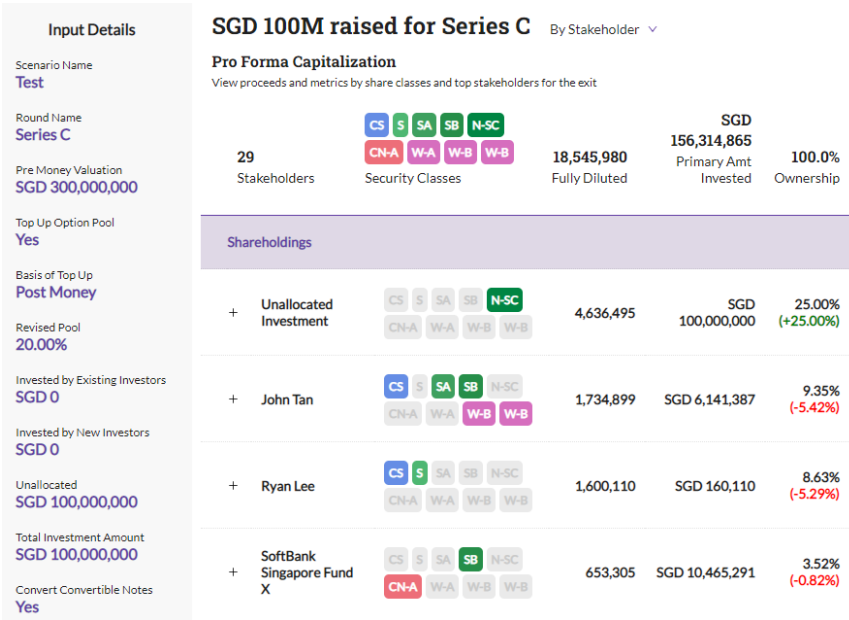 Input Details
Scenario Name
Test
Round Name
Series C
Pre Money Valuation
SGD 300,000,000
Top Up Option Pool
Yes
Basis of Top Up
Post Money
Revised Pool
20.00%
Invested by Existing Investors
SGD 0
Invested by New Investors
SGD 0
Unallocated
SGD 100,000,000
Total Investment Amount
SGD 100,000,000
Convert Convertible Notes
Yes
SGD 100M raised for Series C By Stakeholder
Pro Forma Capitalization
View proceeds and metrics by share classes and top stakeholders for the exit
29
Stakeholders
CS S SA SB N-SC
CN-A W-A W-B W-B
Security Classes
18,545,980
Fully Diluted
SGD
156,314,865
Primary Amt
Invested
100.0%
Ownership
Shareholdings
+ Unallocated
Investment
CS S SA SB N-SC
CN-A W-A W-B W-B
4,636,495
SGD
100,000,000
25.00%
(+25.00%)
+ John Tan
CS S SA SB N-SC
CN-A W-A W-B W-B
1,734,899
SGD 6,141,387
9.35%
(-5.42%)
+ Ryan Lee
CS S SA SB N-SC
CN-A W-A W-B W-B
1,600,110
SGD 160,110
8.63%
(-5.29%)
+ SoftBank
Singapore Fund
X
CS S SA SB N-SC
CN-A W-A W-B W-B
653,305
SGD 10,465,291
3.52%
(-0.82%)